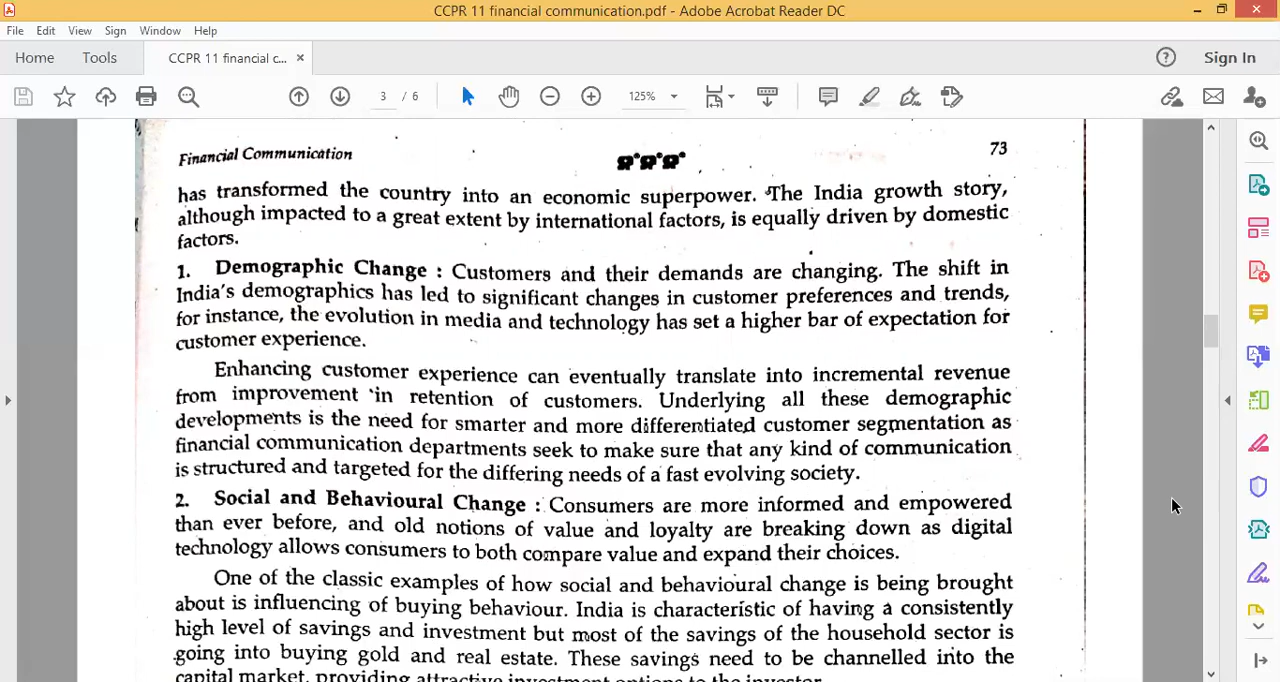 CCPR 11 financial communication.pdf - Adobe Acrobat Reader DC
File Edit View Sign Window Help
Home Tools CCPR 11 financial c... × Sign In
3 / 6 125%
Financial Communication 73
has transformed the country into an economic superpower. The India growth story,
although impacted to a great extent by international factors, is equally driven by domestic
factors.
1. Demographic Change : Customers and their demands are changing. The shift in
India's demographics has led to significant changes in customer preferences and trends,
for instance, the evolution in media and technology has set a higher bar of expectation for
customer experience.
Enhancing customer experience can eventually translate into incremental revenue
from improvement in retention of customers. Underlying all these demographic
developments is the need for smarter and more differentiated customer segmentation as
financial communication departments seek to make sure that any kind of communication
is structured and targeted for the differing needs of a fast evolving society.
2. Social and Behavioural Change : Consumers are more informed and empowered
than ever before, and old notions of value and loyalty are breaking down as digital
technology allows consumers to both compare value and expand their choices.
One of the classic examples of how social and behavioural change is being brought
about is influencing of buying behaviour. India is characteristic of having a consistently
high level of savings and investment but most of the savings of the household sector is
going into buying gold and real estate. These savings need to be channelled into the
capital market, providing attractive investment options to the investor.